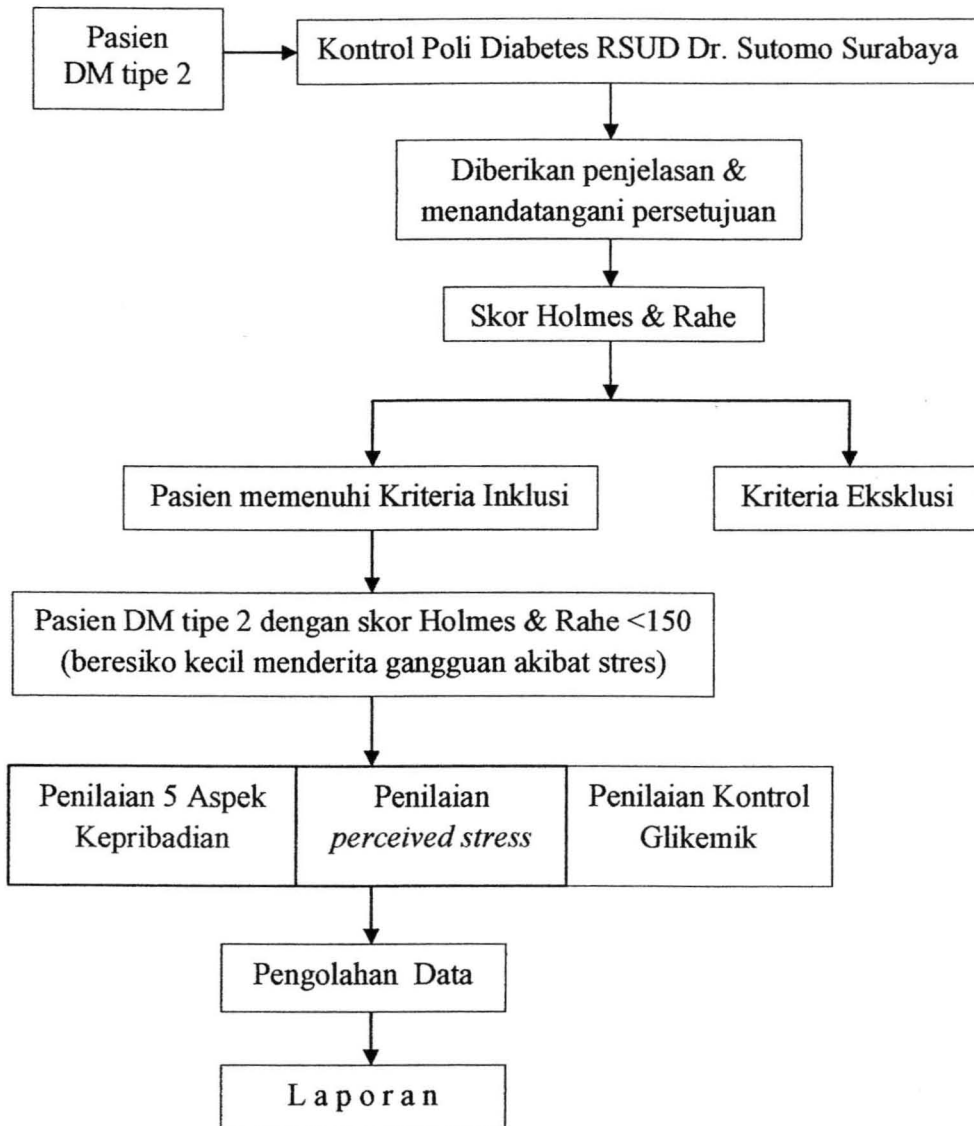 Pasien
DM tipe 2
Kontrol Poli Diabetes RSUD Dr. Sutomo Surabaya
Diberikan penjelasan &
menandatangani persetujuan
Skor Holmes & Rahe
Pasien memenuhi Kriteria Inklusi
Kriteria Eksklusi
Pasien DM tipe 2 dengan skor Holmes & Rahe <150
(beresiko kecil menderita gangguan akibat stres)
Penilaian 5 Aspek
Kepribadian
Penilaian
perceived stress
Penilaian Kontrol
Glikemik
Pengolahan Data
L a p o r a n